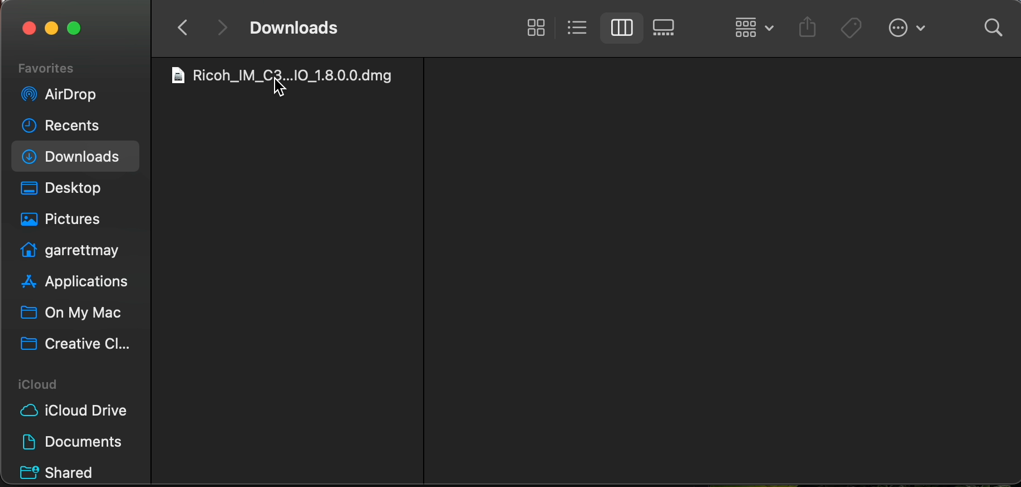 Downloads
Favorites
AirDrop
Recents
Downloads
Desktop
Pictures
garrettmay
Applications
On My Mac
Creative Cl...
iCloud
iCloud Drive
Documents
Shared
Ricoh_IM_C3...IO_1.8.0.0.dmg